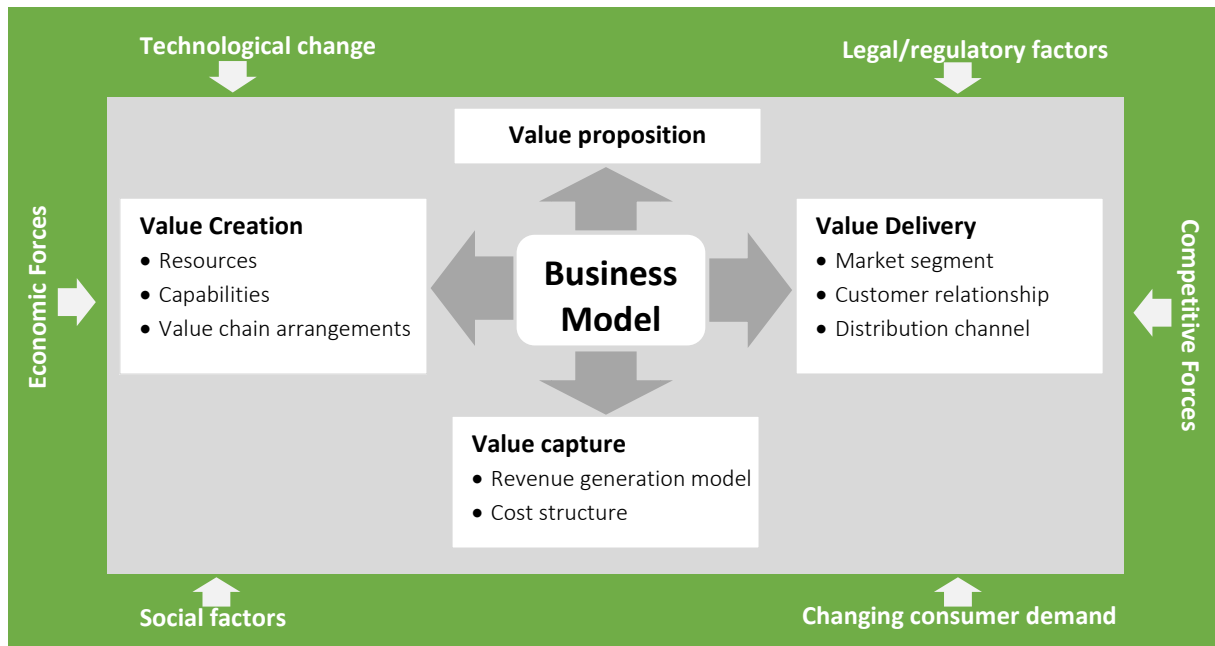 Technological change
Legal/regulatory factors
Value proposition
Economic Forces
Value Creation
• Resources
• Capabilities
• Value chain arrangements
Business
Model
Value Delivery
• Market segment
• Customer relationship
• Distribution channel
Competitive Forces
Value capture
• Revenue generation model
• Cost structure
Social factors
Changing consumer demand